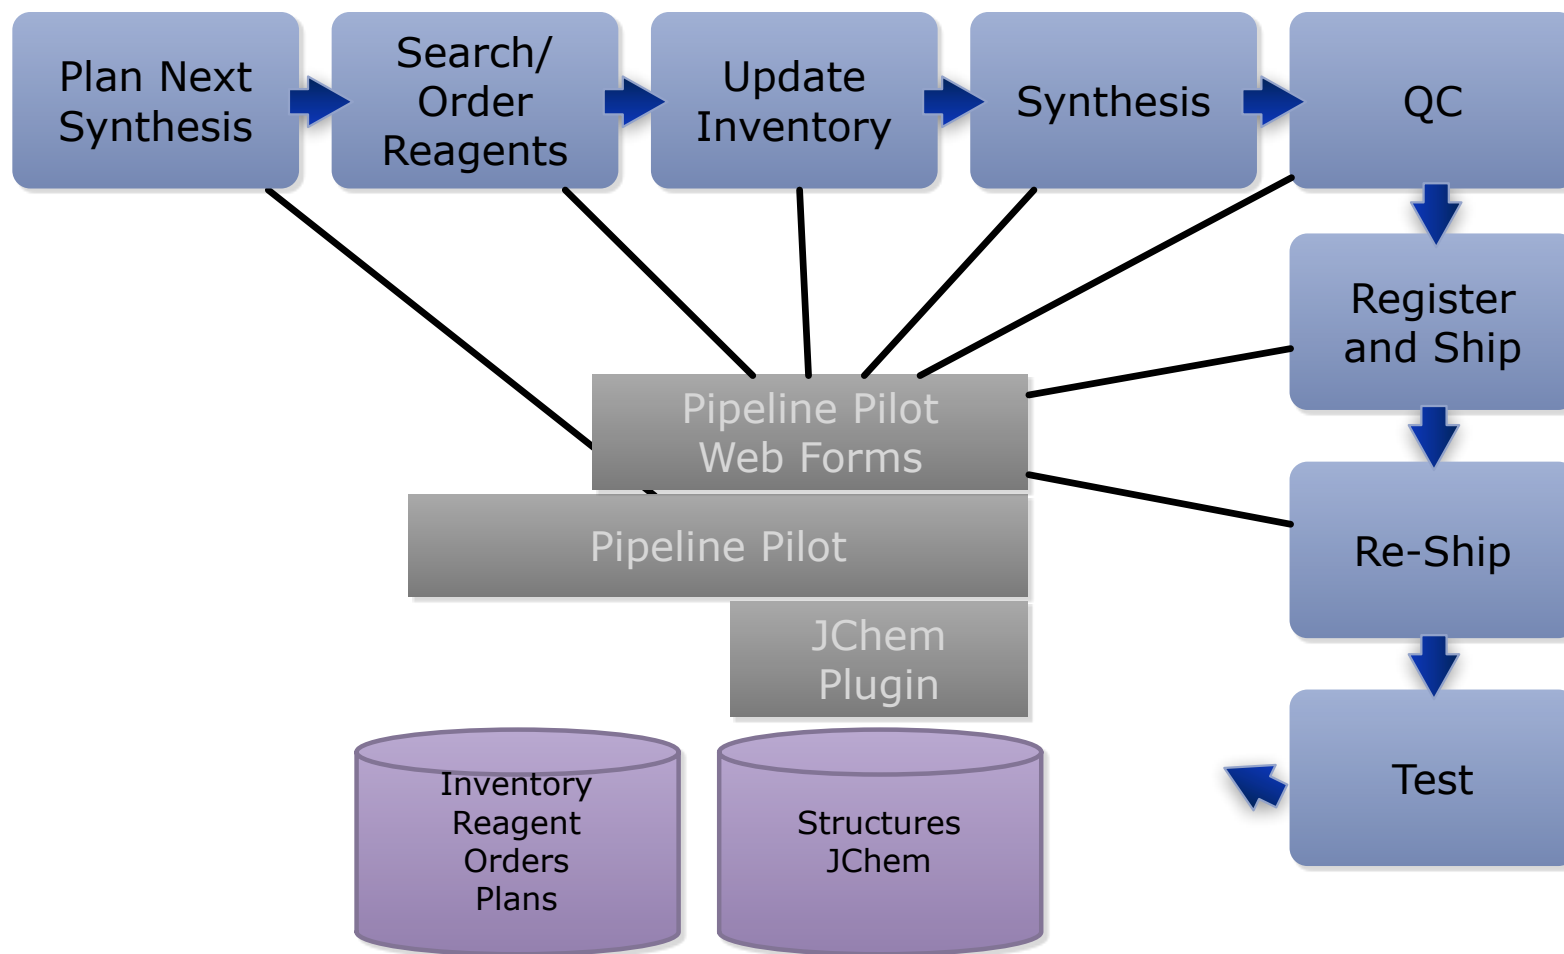 Plan Next
Synthesis
Search/
Order
Reagents
Update
Inventory
Synthesis
QC
Register
and Ship
Pipeline Pilot
Web Forms
Pipeline Pilot
Re-Ship
JChem
Plugin
Test
Inventory
Reagent
Orders
Plans
Structures
JChem